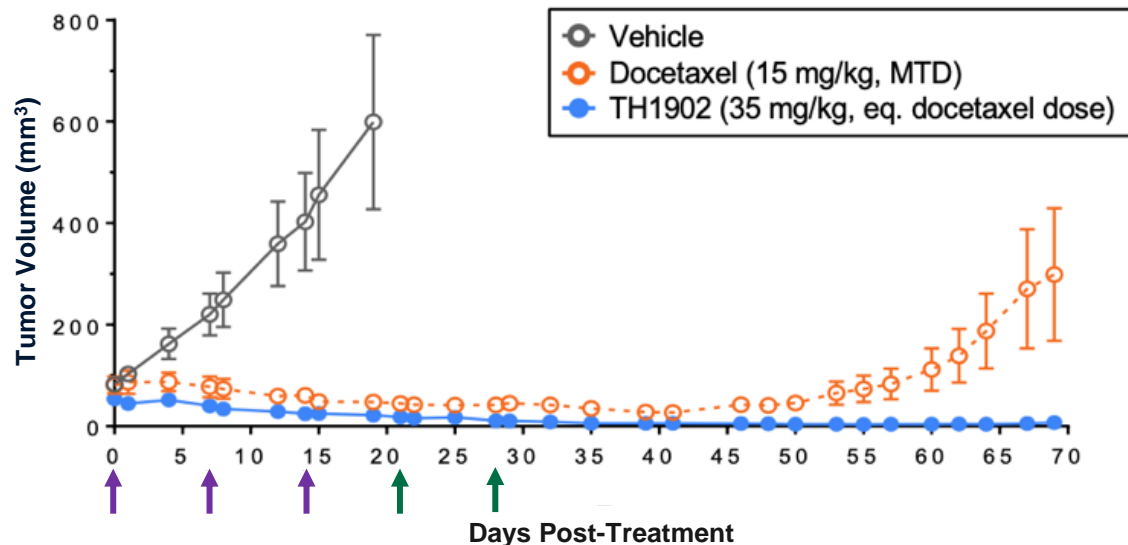 800
600
400
200
0
Tumor Volume (mm³)
Vehicle
Docetaxel (15 mg/kg, MTD)
TH1902 (35 mg/kg, eq. docetaxel dose)
0 5 10 15 20 25 30 35 40 45 50 55 60 65 70
Days Post-Treatment